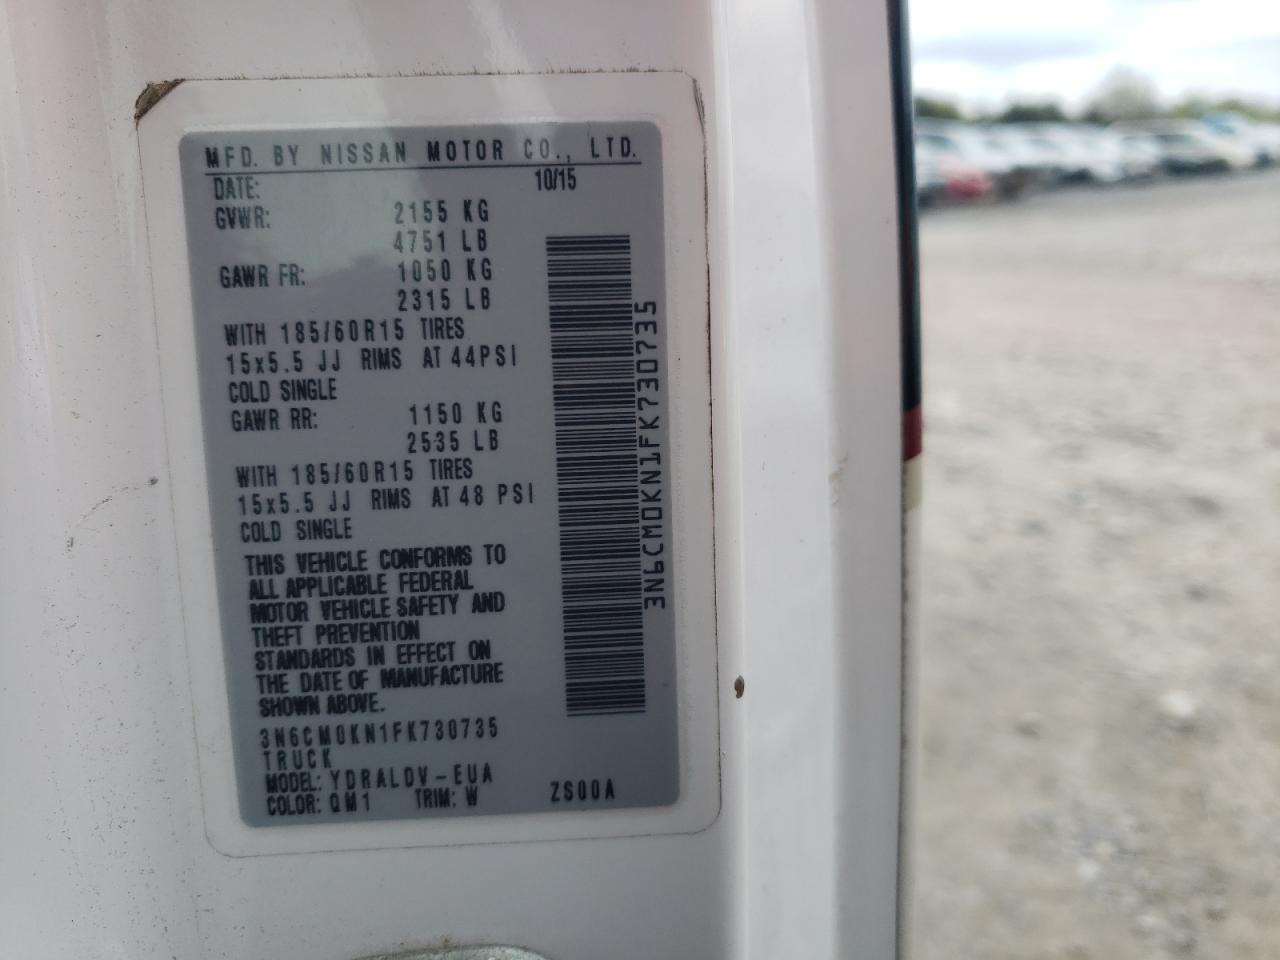 MFD. BY NISSAN MOTOR CO., LTD.
DATE: 10/15
GVWR: 2155 KG
4751 LB
GAWR FR: 1050 KG
2315 LB
WITH 185/60R15 TIRES
15x5.5 JJ RIMS AT 44PSI
COLD SINGLE
GAWR RR: 1150 KG
2535 LB
WITH 185/60R15 TIRES
15x5.5 JJ RIMS AT 48 PSI
COLD SINGLE
THIS VEHICLE CONFORMS TO
ALL APPLICABLE FEDERAL
MOTOR VEHICLE SAFETY AND
THEFT PREVENTION
STANDARDS IN EFFECT ON
THE DATE OF MANUFACTURE
SHOWN ABOVE.
3N6CM0KN1FK730735
TRUCK
MODEL: YDRALDV-EUA
COLOR: QM1 TRIM: W ZS00A
3N6CM0KN1FK730735